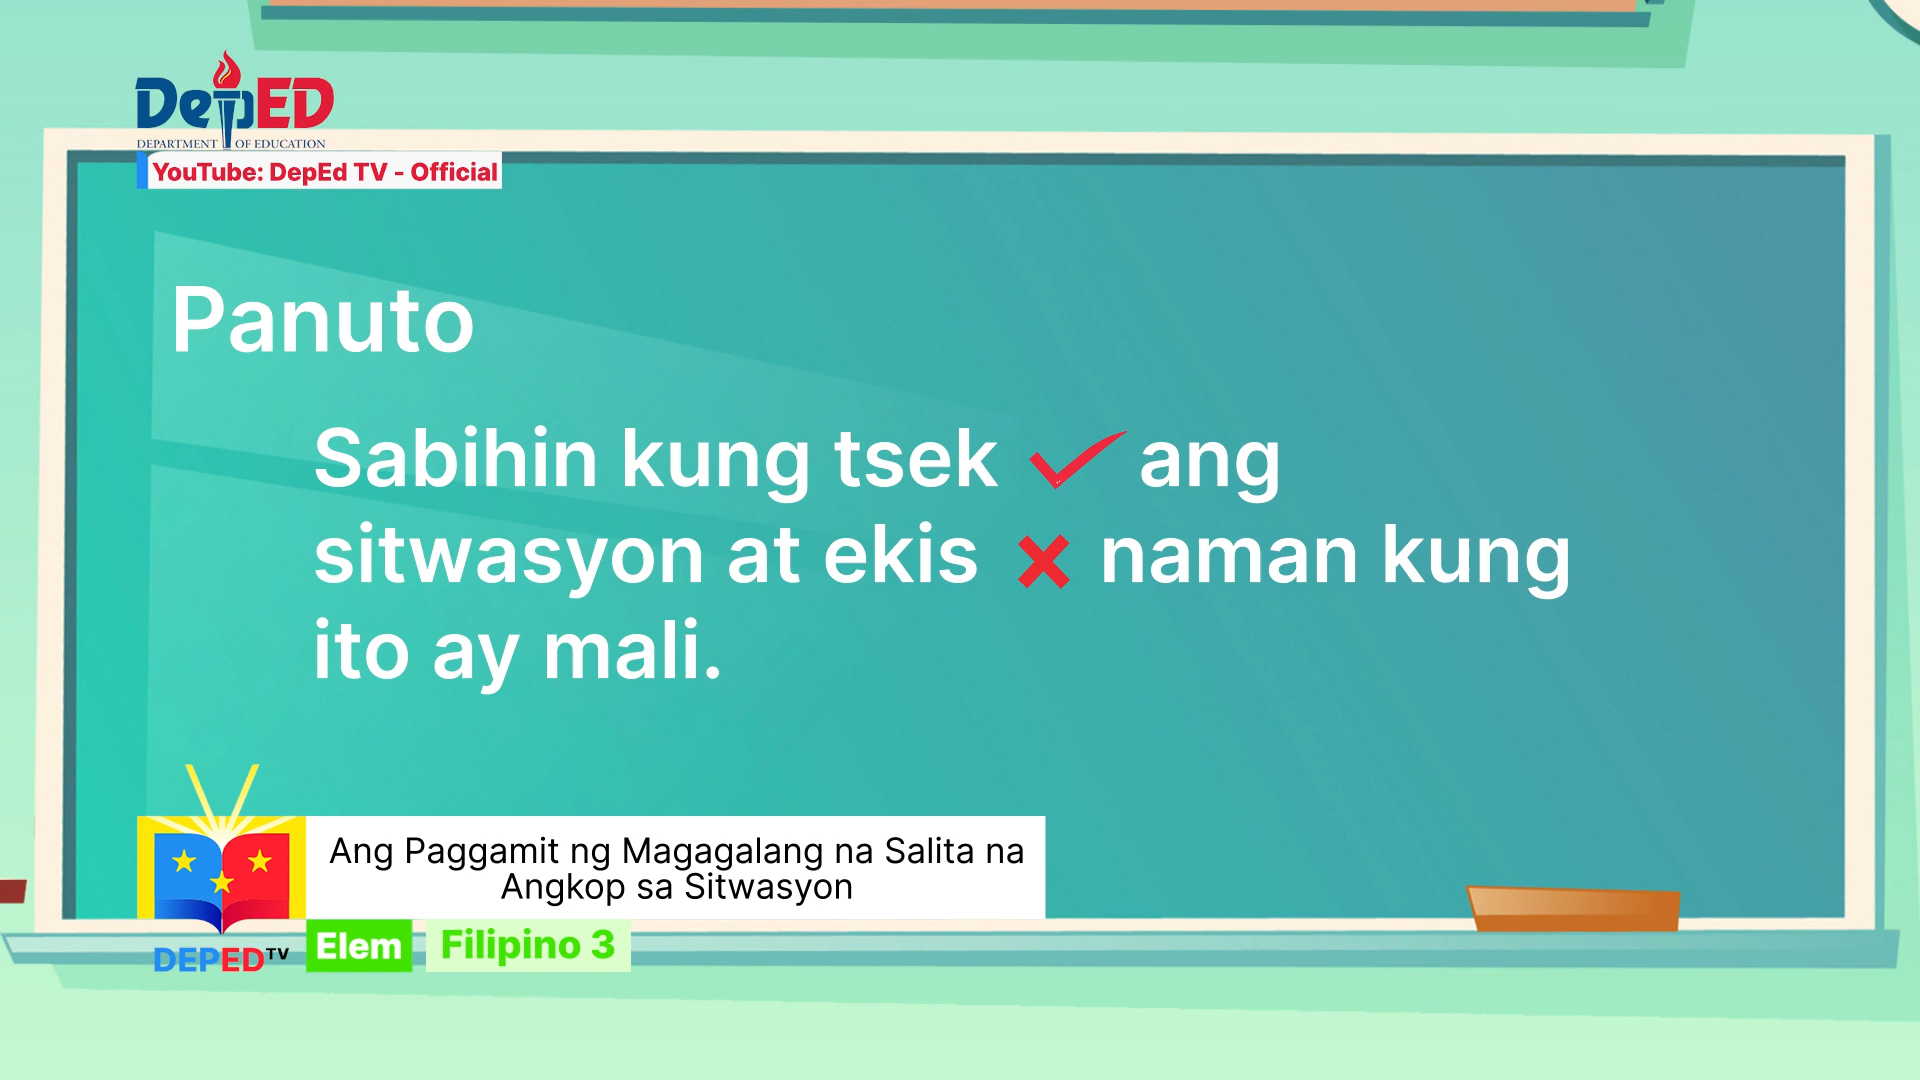 DepED
DEPARTMENT OF EDUCATION
YouTube: DepEd TV - Official
Panuto
Sabihin kung tsek ✓ ang
sitwasyon at ekis ✗ naman kung
ito ay mali.
Ang Paggamit ng Magagalang na Salita na
Angkop sa Sitwasyon
DEPED TV
Elem
Filipino 3